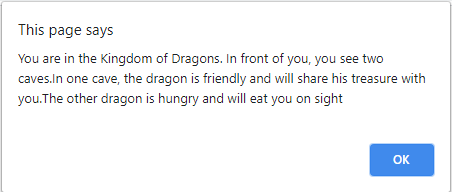 This page says
You are in the Kingdom of Dragons. In front of you, you see two
caves.In one cave, the dragon is friendly and will share his treasure with
you.The other dragon is hungry and will eat you on sight
OK